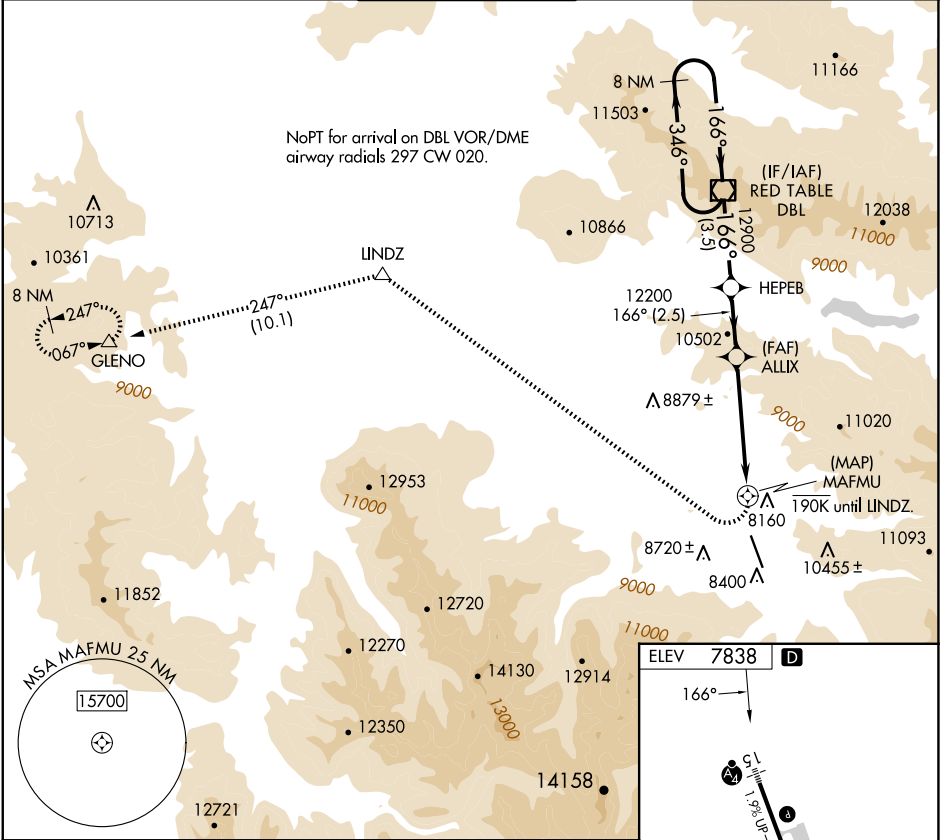 11166
8 NM
11503
NoPT for arrival on DBL VOR/DME
airway radials 297 CW 020.
346°
166°
(IF/IAF)
RED TABLE
DBL
10713
10866
12038
11000
166°
(3.5)
12900
9000
LINDZ
10361
8 NM
247°
067°
GLENO
247°
(10.1)
HEPEB
12200
166° (2.5)
10502
(FAF)
ALLIX
9000
8879±
9000
11020
12953
11000
(MAP)
MAFMU
190K until LINDZ.
8160
8720±
8400
10455±
11093
9000
11852
12720
12270
11000
14130
12914
13000
12350
14158
12721
MSA MAFMU 25 NM
15700
ELEV 7838 D
166°
15
A4
1.9% UP
P